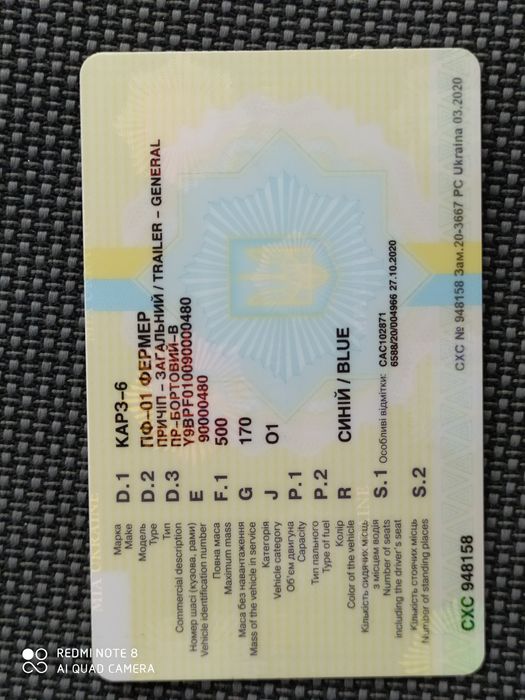 Марка
Make
D.1 КАРЗ-6
Модель
Type
D.2 ПФ-01 ФЕРМЕР
Тип
Commercial description
D.3 ПРИЧІП - ЗАГАЛЬНИЙ / TRAILER - GENERAL
ПР-БОРТОВИЙ-В
Номер шасі (кузова, рами)
Vehicle identification number
E Y9BPF010090000480
90000480
Повна маса
Maximum mass
F.1 500
Маса без навантаження
Mass of the vehicle in service
G 170
Категорія
Vehicle category
J O1
Об'єм двигуна
Capacity
P.1
Тип пального
Type of fuel
P.2
Колір
Color of the vehicle
R СИНІЙ / BLUE
Кількість сидячих місць
з місцем водія
Number of seats
including the driver's seat
S.1
Особливі відмітки: САС102871
6588/20/004966 27.10.2020
Кількість стоячих місць
Number of standing places
S.2
СХС 948158
СХС № 948158 Зам.20-3667 РС Ukraina 03.2020
REDMI NOTE 8
AI QUAD CAMERA